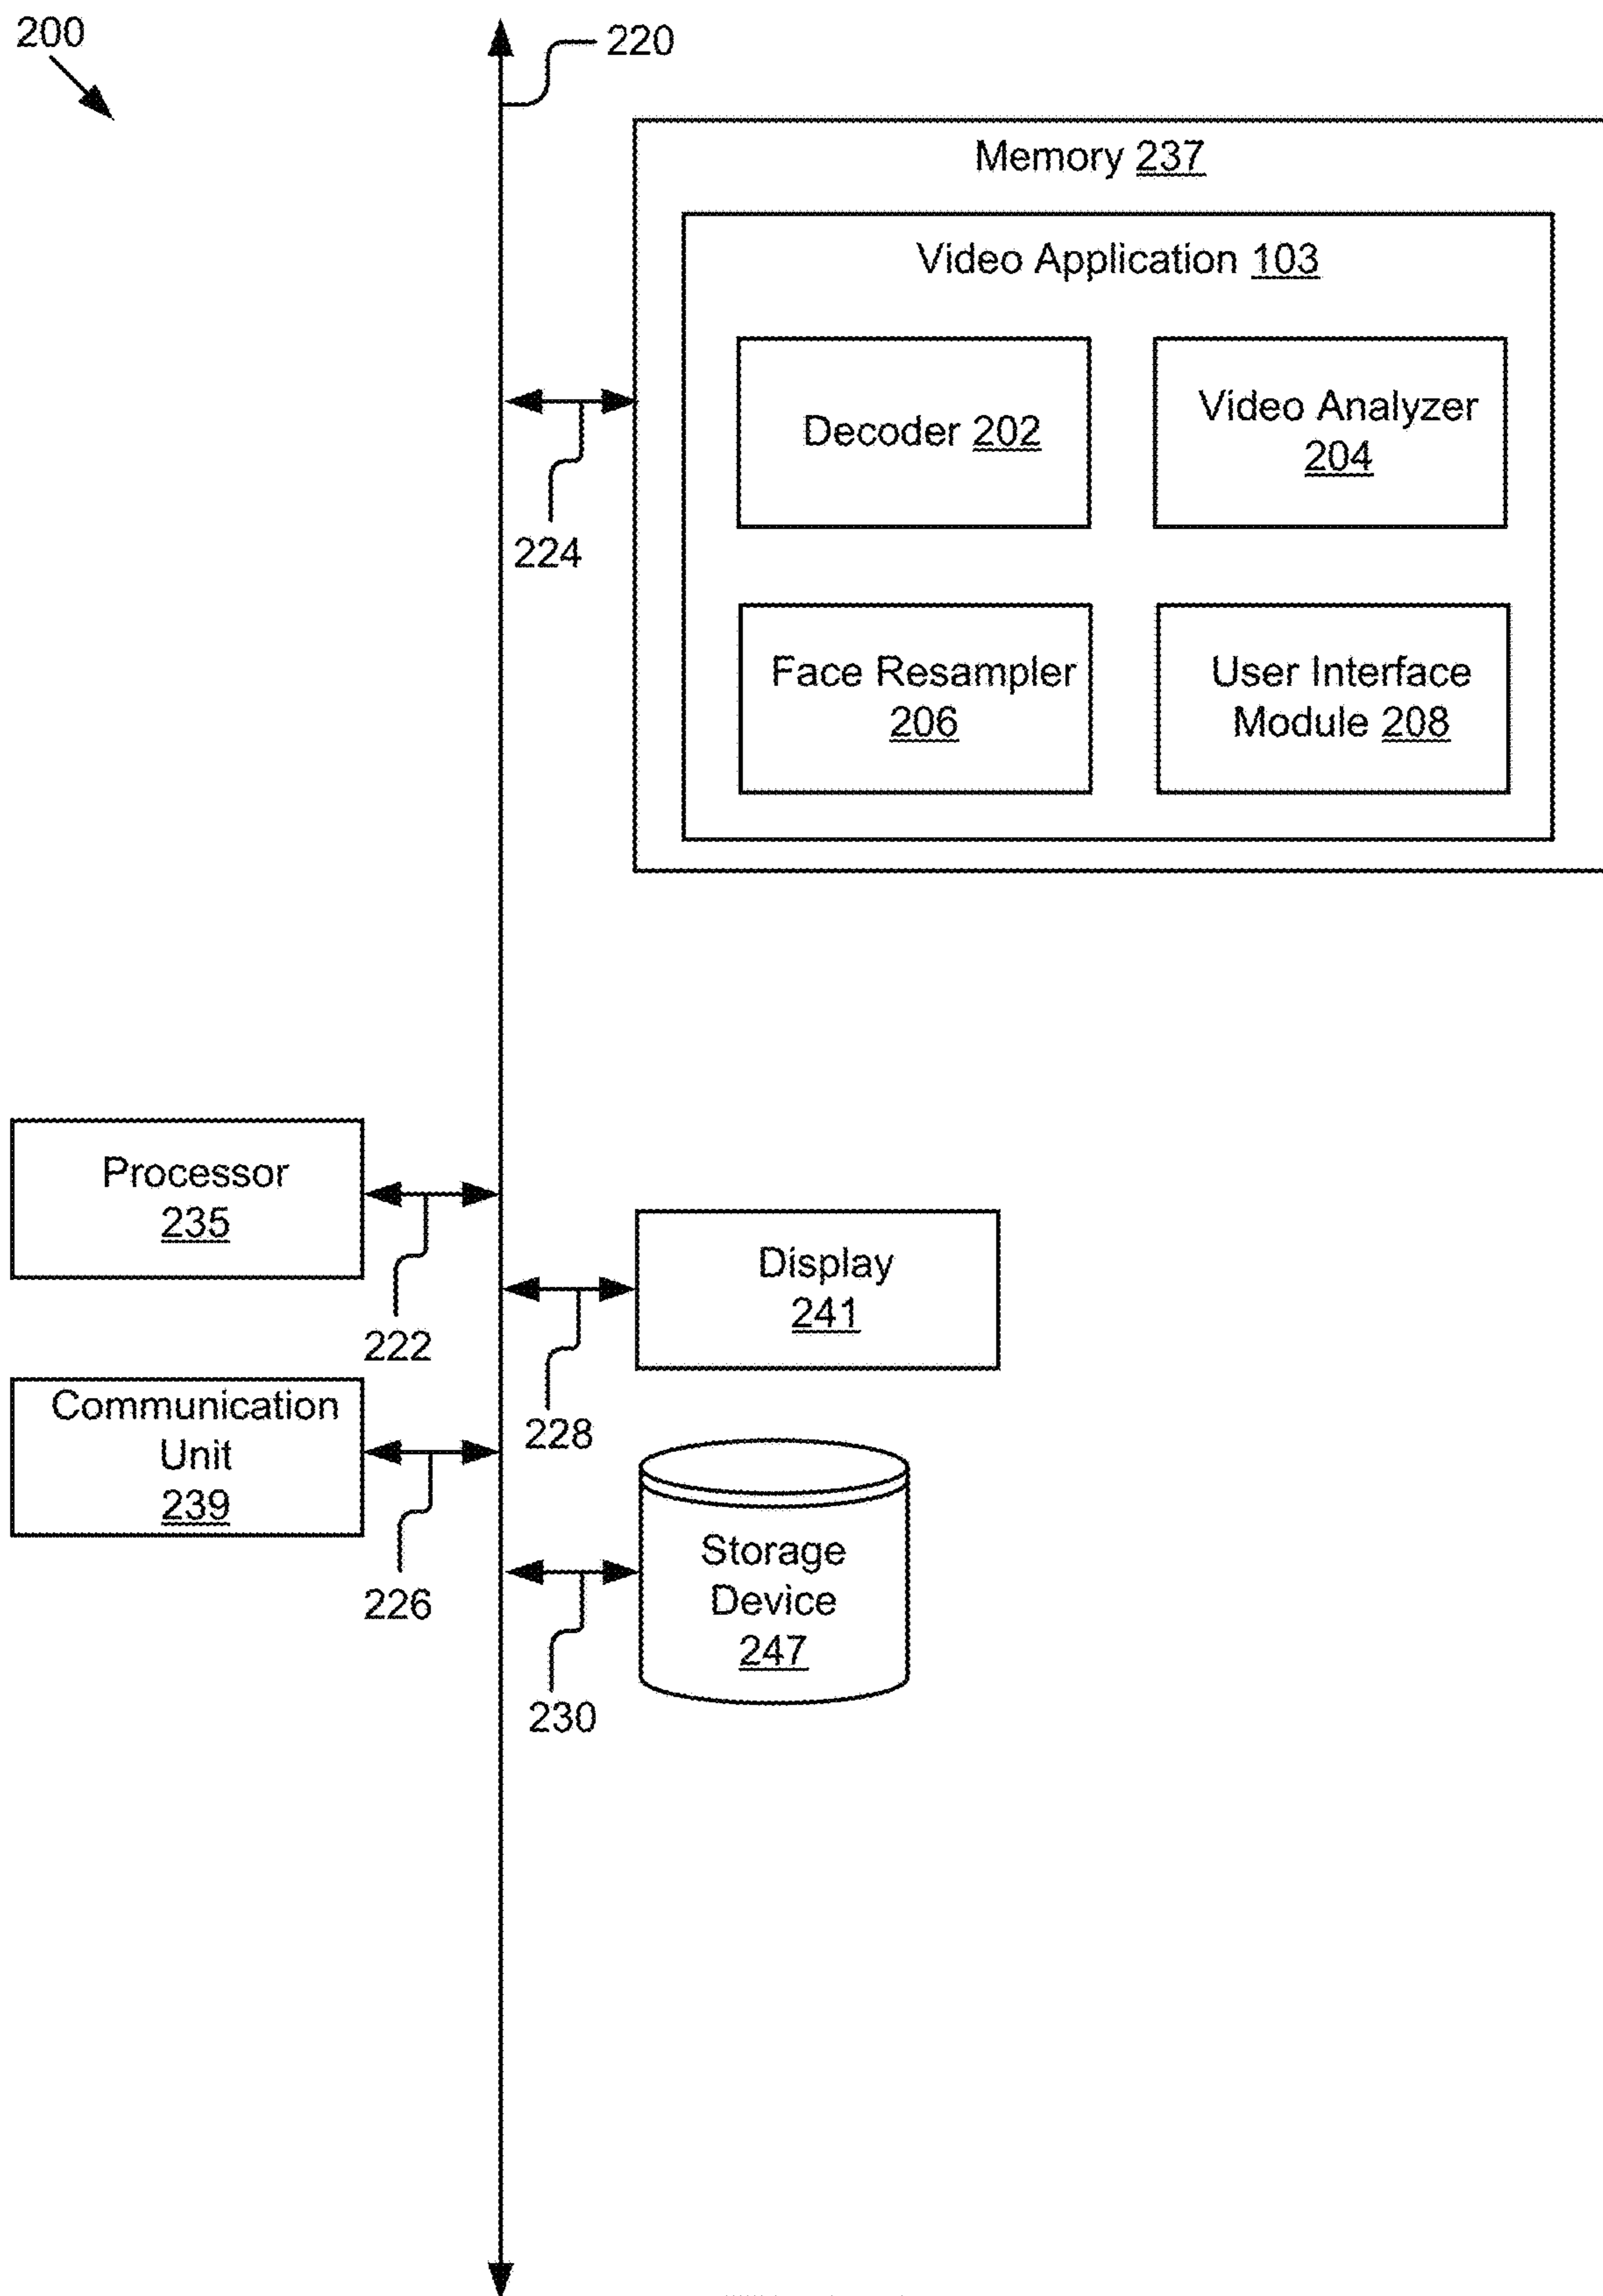 200
220
Memory 237
Video Application 103
Decoder 202
Video Analyzer
204
224
Face Resampler
206
User Interface
Module 208
Processor
235
222
Display
241
228
Communication
Unit
239
226
Storage
Device
247
230